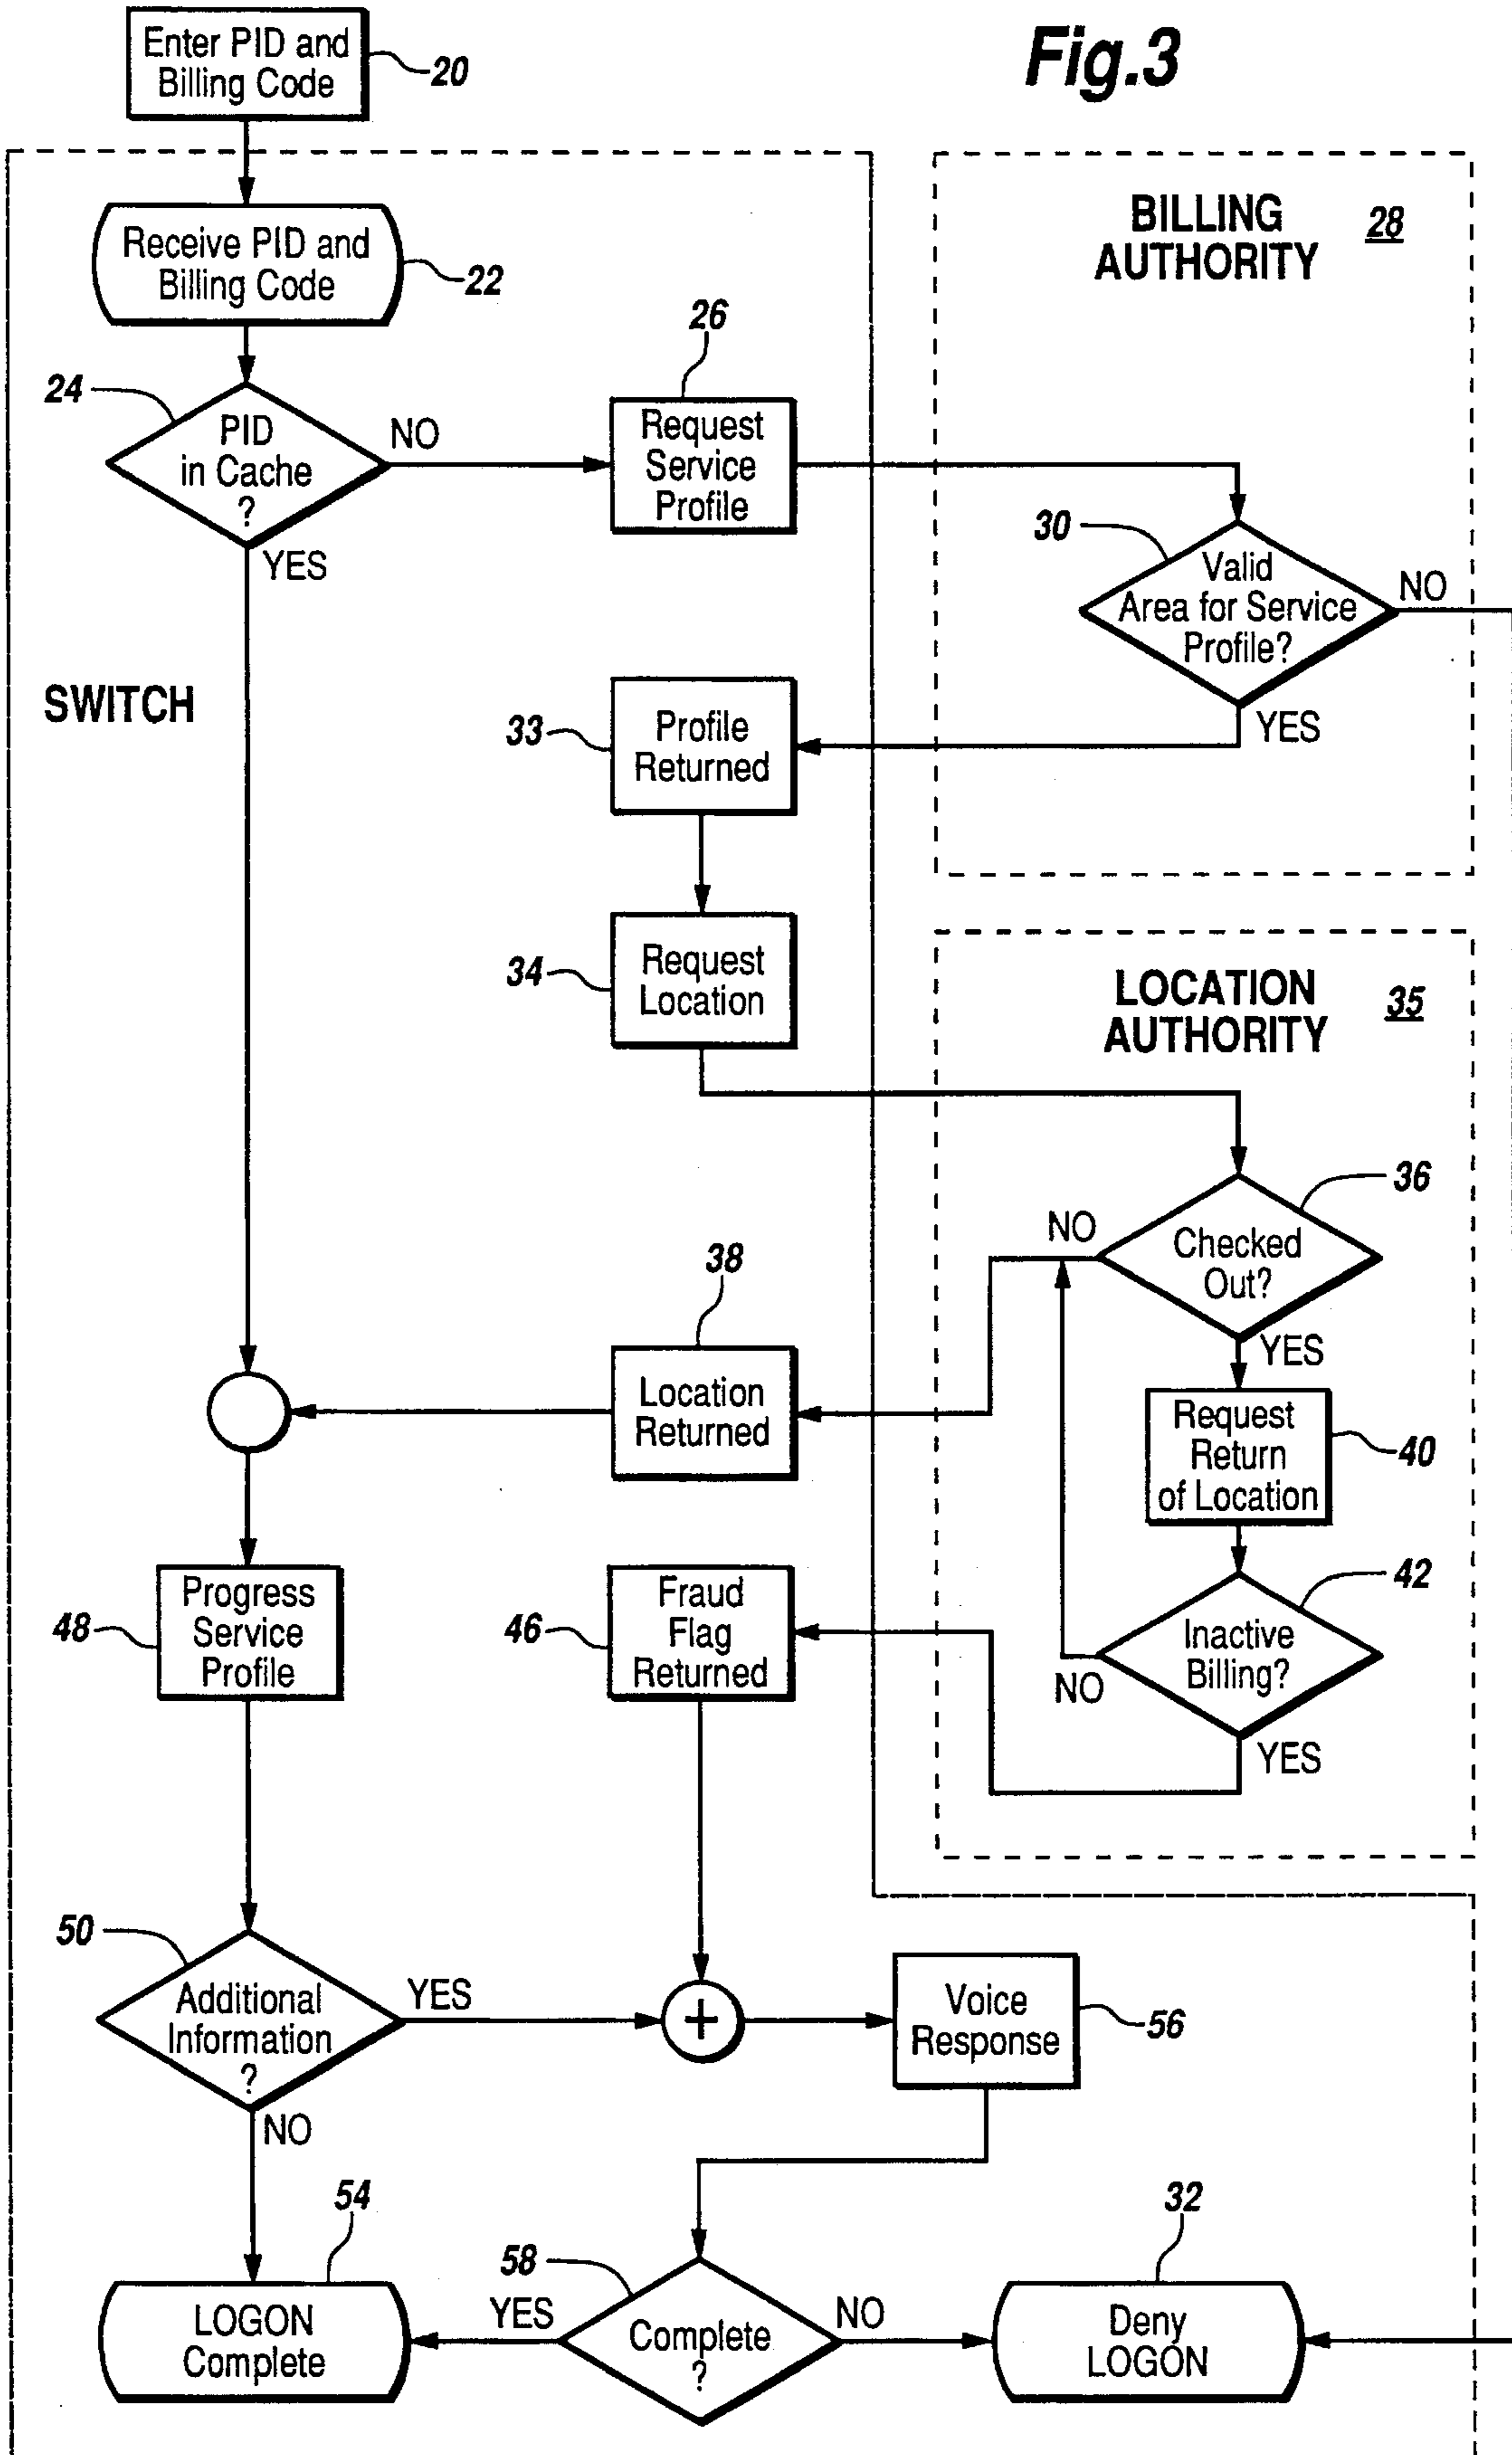 Fig.3
Enter PID and
Billing Code
20
Receive PID and
Billing Code
22
BILLING
AUTHORITY
28
24
PID
in Cache
?
NO
YES
26
Request
Service
Profile
30
Valid
Area for Service
Profile?
NO
YES
SWITCH
33
Profile
Returned
34
Request
Location
LOCATION
AUTHORITY
35
36
Checked
Out?
NO
YES
38
Location
Returned
Request
Return
of Location
40
42
Inactive
Billing?
NO
YES
48
Progress
Service
Profile
46
Fraud
Flag
Returned
50
Additional
Information
?
YES
NO
+
Voice
Response
56
54
LOGON
Complete
58
Complete
?
YES
NO
32
Deny
LOGON